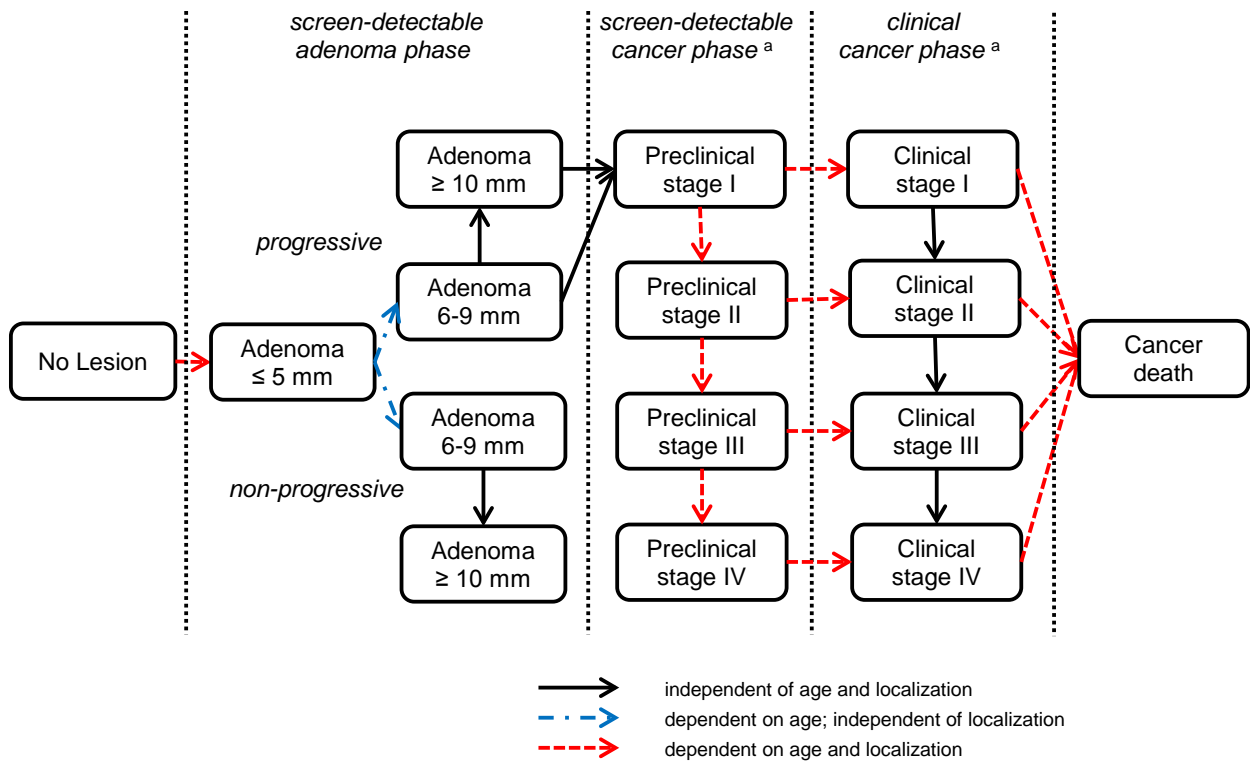 screen-detectable
adenoma phase
screen-detectable
cancer phase a
clinical
cancer phase a
Adenoma
≥ 10 mm
Preclinical
stage I
Clinical
stage I
progressive
Adenoma
6-9 mm
Preclinical
stage II
Clinical
stage II
No Lesion
Adenoma
≤ 5 mm
Cancer
death
Adenoma
6-9 mm
Preclinical
stage III
Clinical
stage III
non-progressive
Adenoma
≥ 10 mm
Preclinical
stage IV
Clinical
stage IV
independent of age and localization
dependent on age; independent of localization
dependent on age and localization